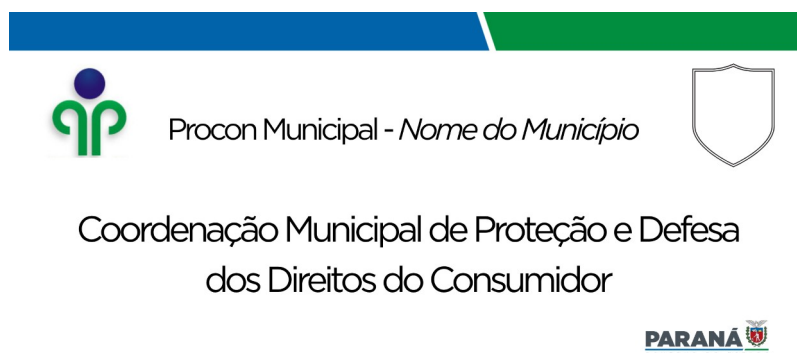 Procon Municipal - Nome do Município
Coordenação Municipal de Proteção e Defesa
dos Direitos do Consumidor
PARANÁ